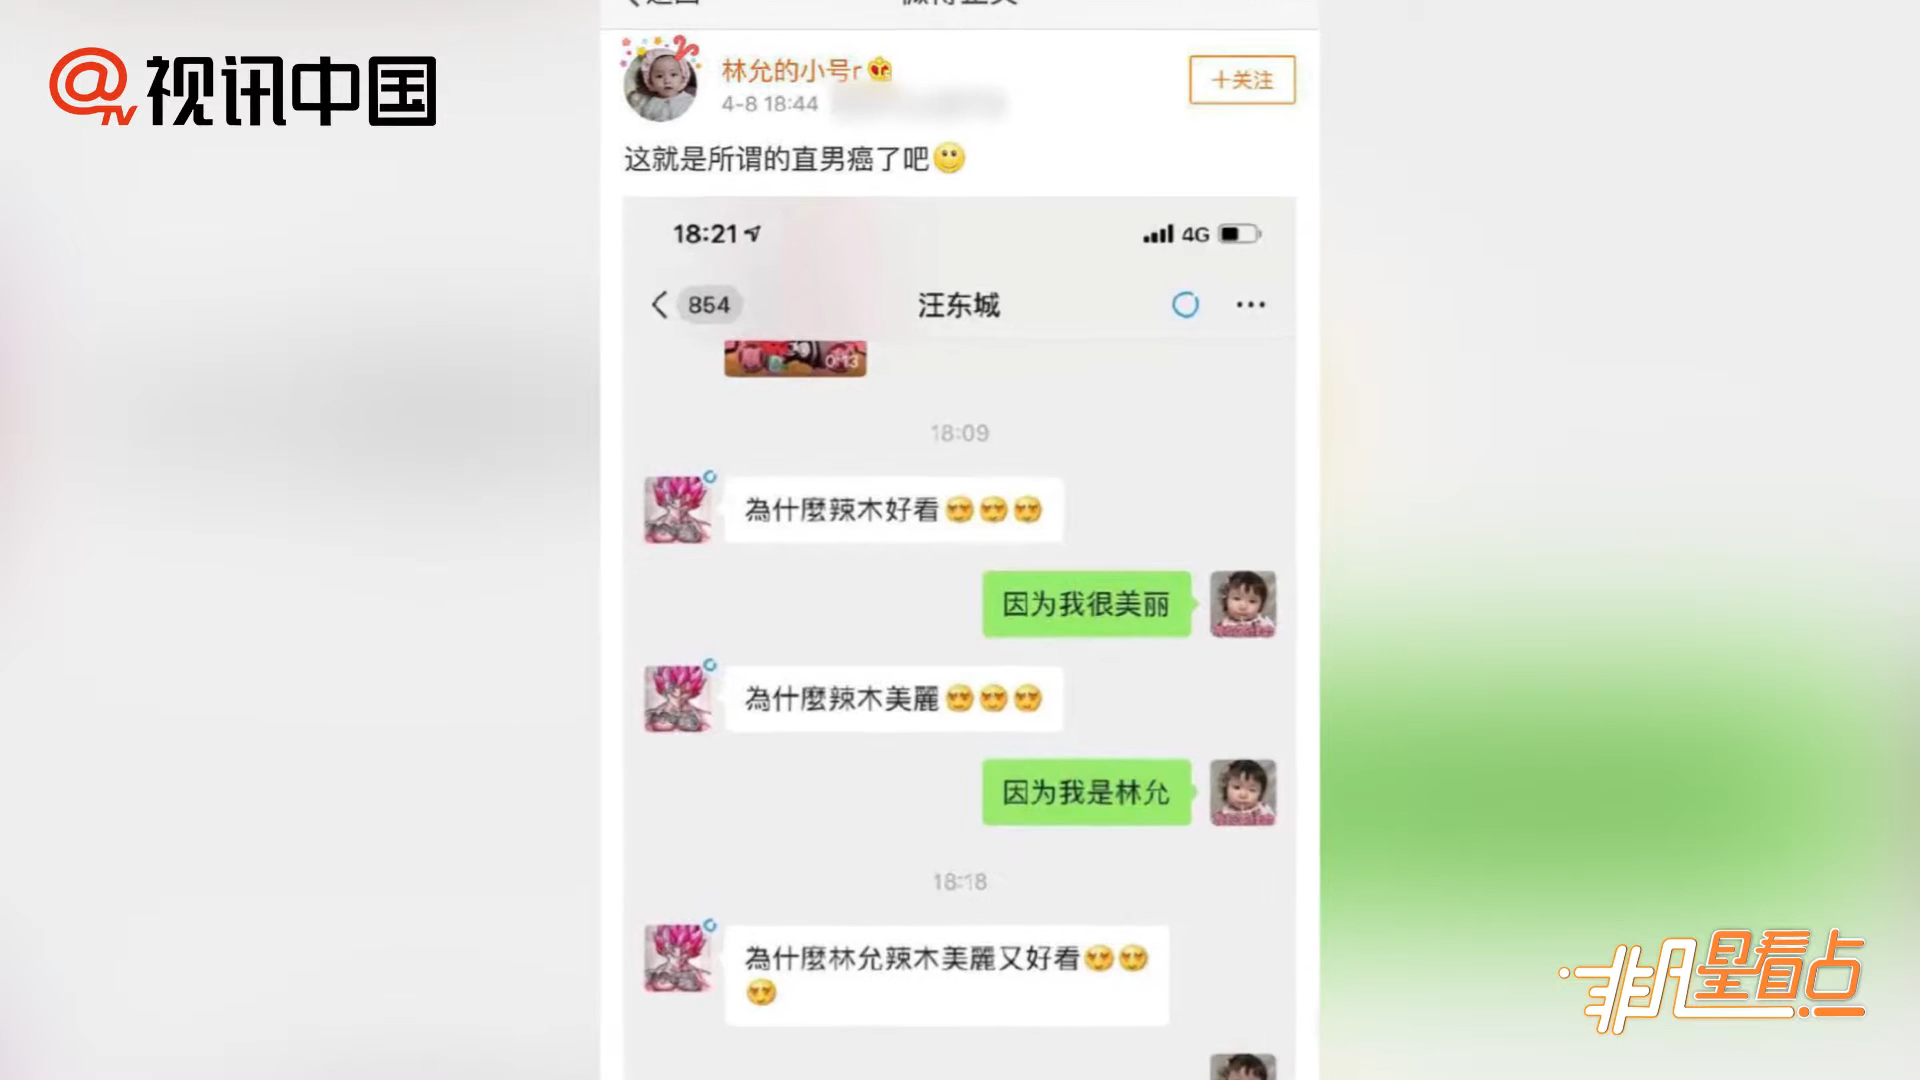 @TV 视讯中国
林允的小号r
4-8 18:44
十关注
这就是所谓的直男癌了吧
18:21
4G
854
汪东城
0:13
18:09
為什麼辣木好看
因为我很美丽
為什麼辣木美麗
因为我是林允
18:18
為什麼林允辣木美麗又好看
非凡星看点